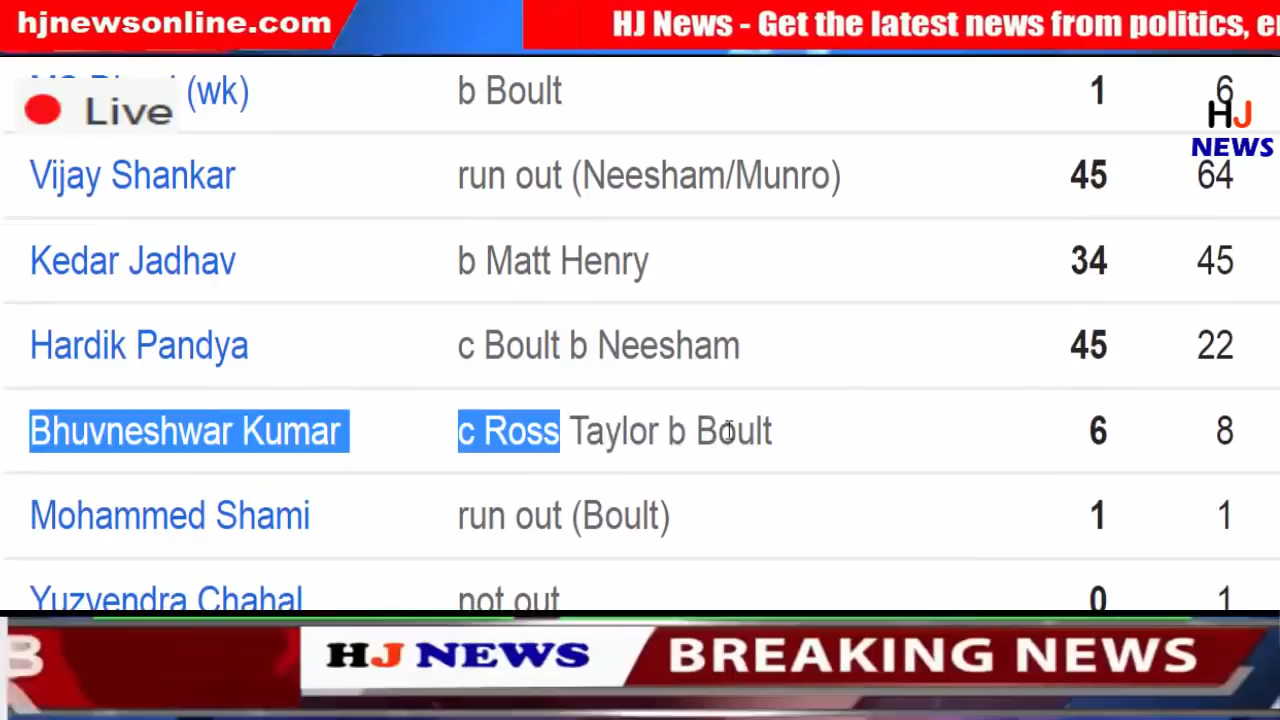 hjnewsonline.com
HJ News - Get the latest news from politics, e
Live (wk) b Boult 1 6
HJ
NEWS
Vijay Shankar run out (Neesham/Munro) 45 64
Kedar Jadhav b Matt Henry 34 45
Hardik Pandya c Boult b Neesham 45 22
Bhuvneshwar Kumar c Ross Taylor b Boult 6 8
Mohammed Shami run out (Boult) 1 1
Yuzvendra Chahal not out 0 1
B
R
HJ NEWS BREAKING NEWS